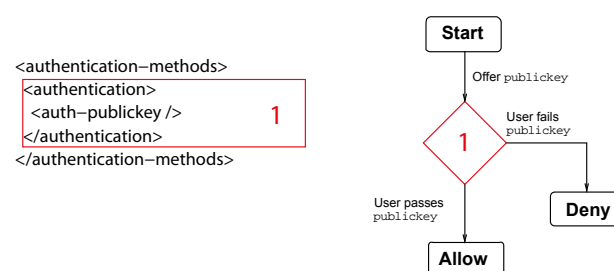 <authentication–methods>
<authentication>
<auth–publickey />
1
</authentication>
</authentication–methods>
Start
Offer publickey
1
User fails
publickey
Deny
User passes
publickey
Allow